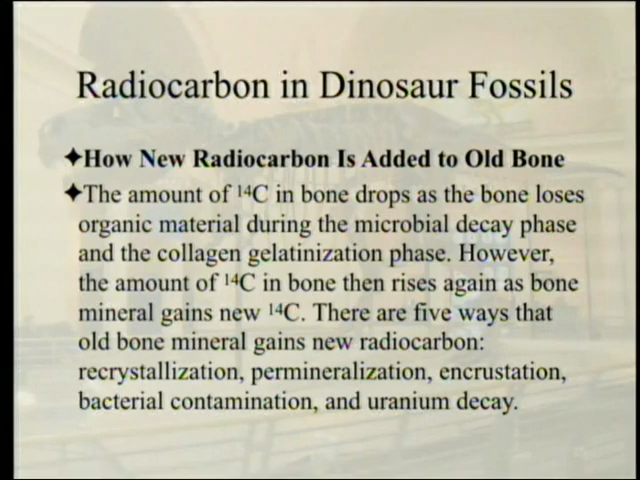 Radiocarbon in Dinosaur Fossils
✦How New Radiocarbon Is Added to Old Bone
✦The amount of ¹⁴C in bone drops as the bone loses
organic material during the microbial decay phase
and the collagen gelatinization phase. However,
the amount of ¹⁴C in bone then rises again as bone
mineral gains new ¹⁴C. There are five ways that
old bone mineral gains new radiocarbon:
recrystallization, permineralization, encrustation,
bacterial contamination, and uranium decay.